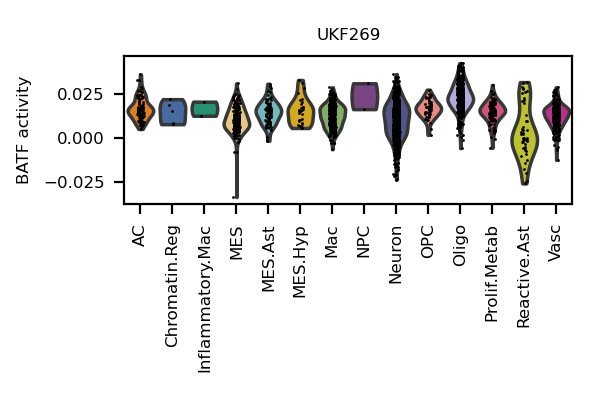 UKF269
BATF activity
0.025
0.000
−0.025
AC
Chromatin.Reg
Inflammatory.Mac
MES
MES.Ast
MES.Hyp
Mac
NPC
Neuron
OPC
Oligo
Prolif.Metab
Reactive.Ast
Vasc